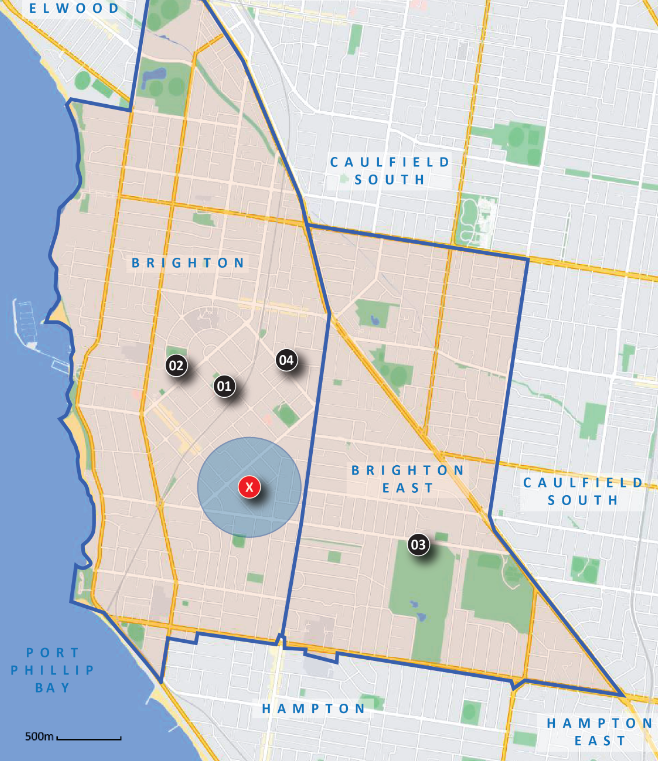 ELWOOD
CAULFIELD
SOUTH
BRIGHTON
02
01
04
BRIGHTON
EAST
X
CAULFIELD
SOUTH
03
PORT
PHILLIP
BAY
HAMPTON
HAMPTON
EAST
500m